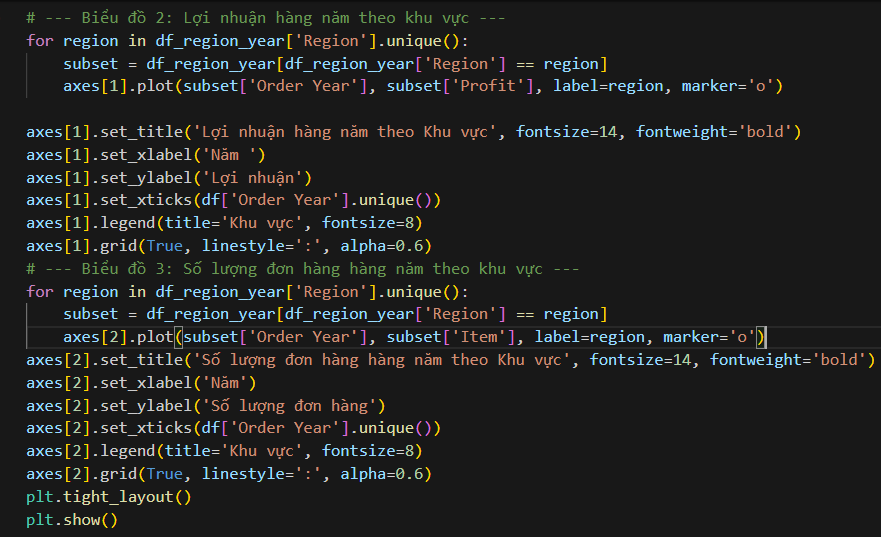 # --- Biểu đồ 2: Lợi nhuận hàng năm theo khu vực ---
for region in df_region_year['Region'].unique():
    subset = df_region_year[df_region_year['Region'] == region]
    axes[1].plot(subset['Order Year'], subset['Profit'], label=region, marker='o')

axes[1].set_title('Lợi nhuận hàng năm theo Khu vực', fontsize=14, fontweight='bold')
axes[1].set_xlabel('Năm ')
axes[1].set_ylabel('Lợi nhuận')
axes[1].set_xticks(df['Order Year'].unique())
axes[1].legend(title='Khu vực', fontsize=8)
axes[1].grid(True, linestyle=':', alpha=0.6)
# --- Biểu đồ 3: Số lượng đơn hàng hàng năm theo khu vực ---
for region in df_region_year['Region'].unique():
    subset = df_region_year[df_region_year['Region'] == region]
    axes[2].plot(subset['Order Year'], subset['Item'], label=region, marker='o')
axes[2].set_title('Số lượng đơn hàng hàng năm theo Khu vực', fontsize=14, fontweight='bold')
axes[2].set_xlabel('Năm')
axes[2].set_ylabel('Số lượng đơn hàng')
axes[2].set_xticks(df['Order Year'].unique())
axes[2].legend(title='Khu vực', fontsize=8)
axes[2].grid(True, linestyle=':', alpha=0.6)
plt.tight_layout()
plt.show()